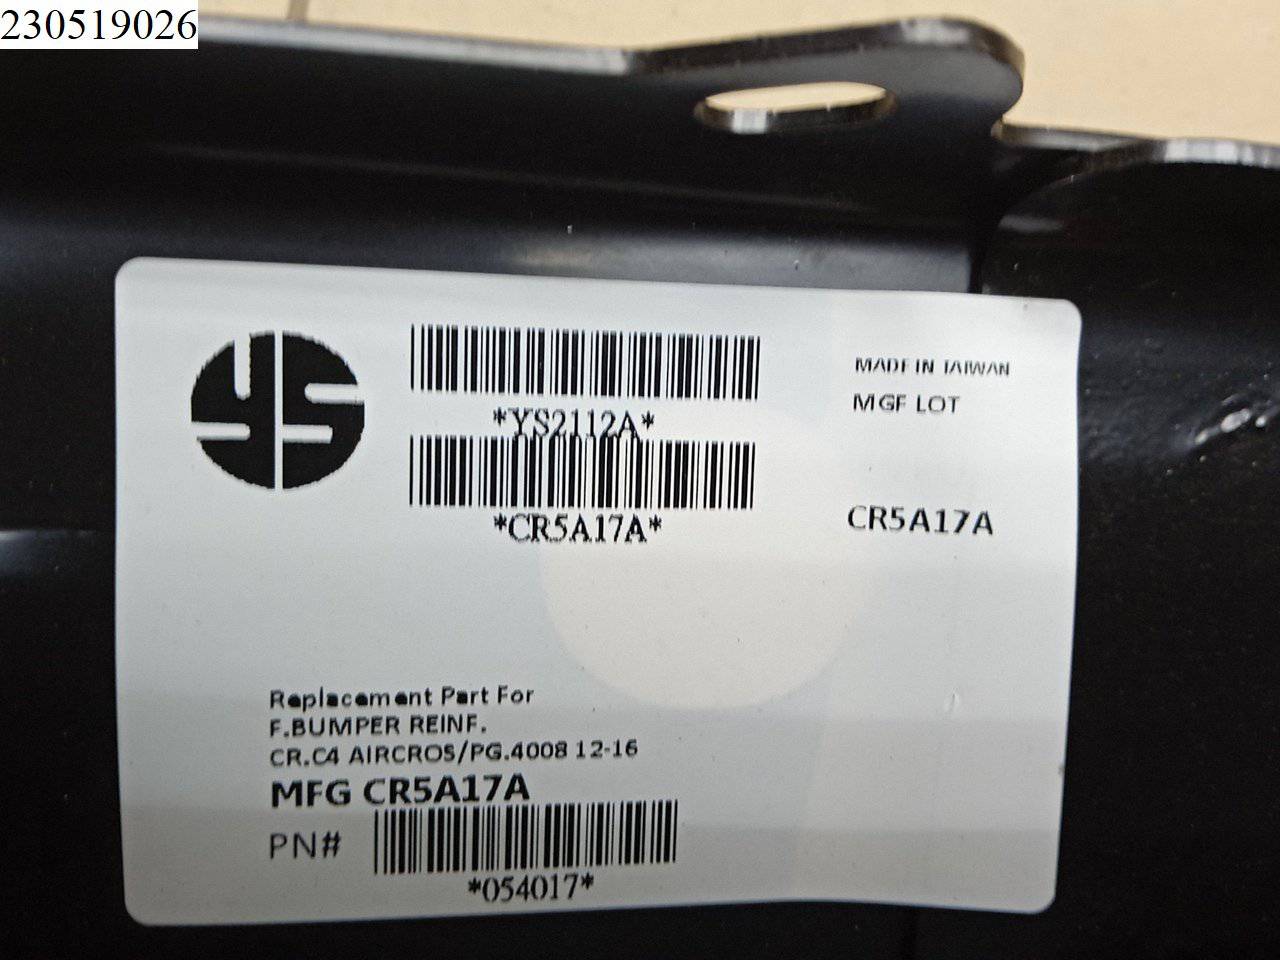 230519026
YS
*YS2112A*
*CR5A17A*
MADE IN TAIWAN
MGF LOT
CR5A17A
Replacement Part For
F.BUMPER REINF.
CR.C4 AIRCROS/PG.4008 12-16
MFG CR5A17A
PN#
*054017*